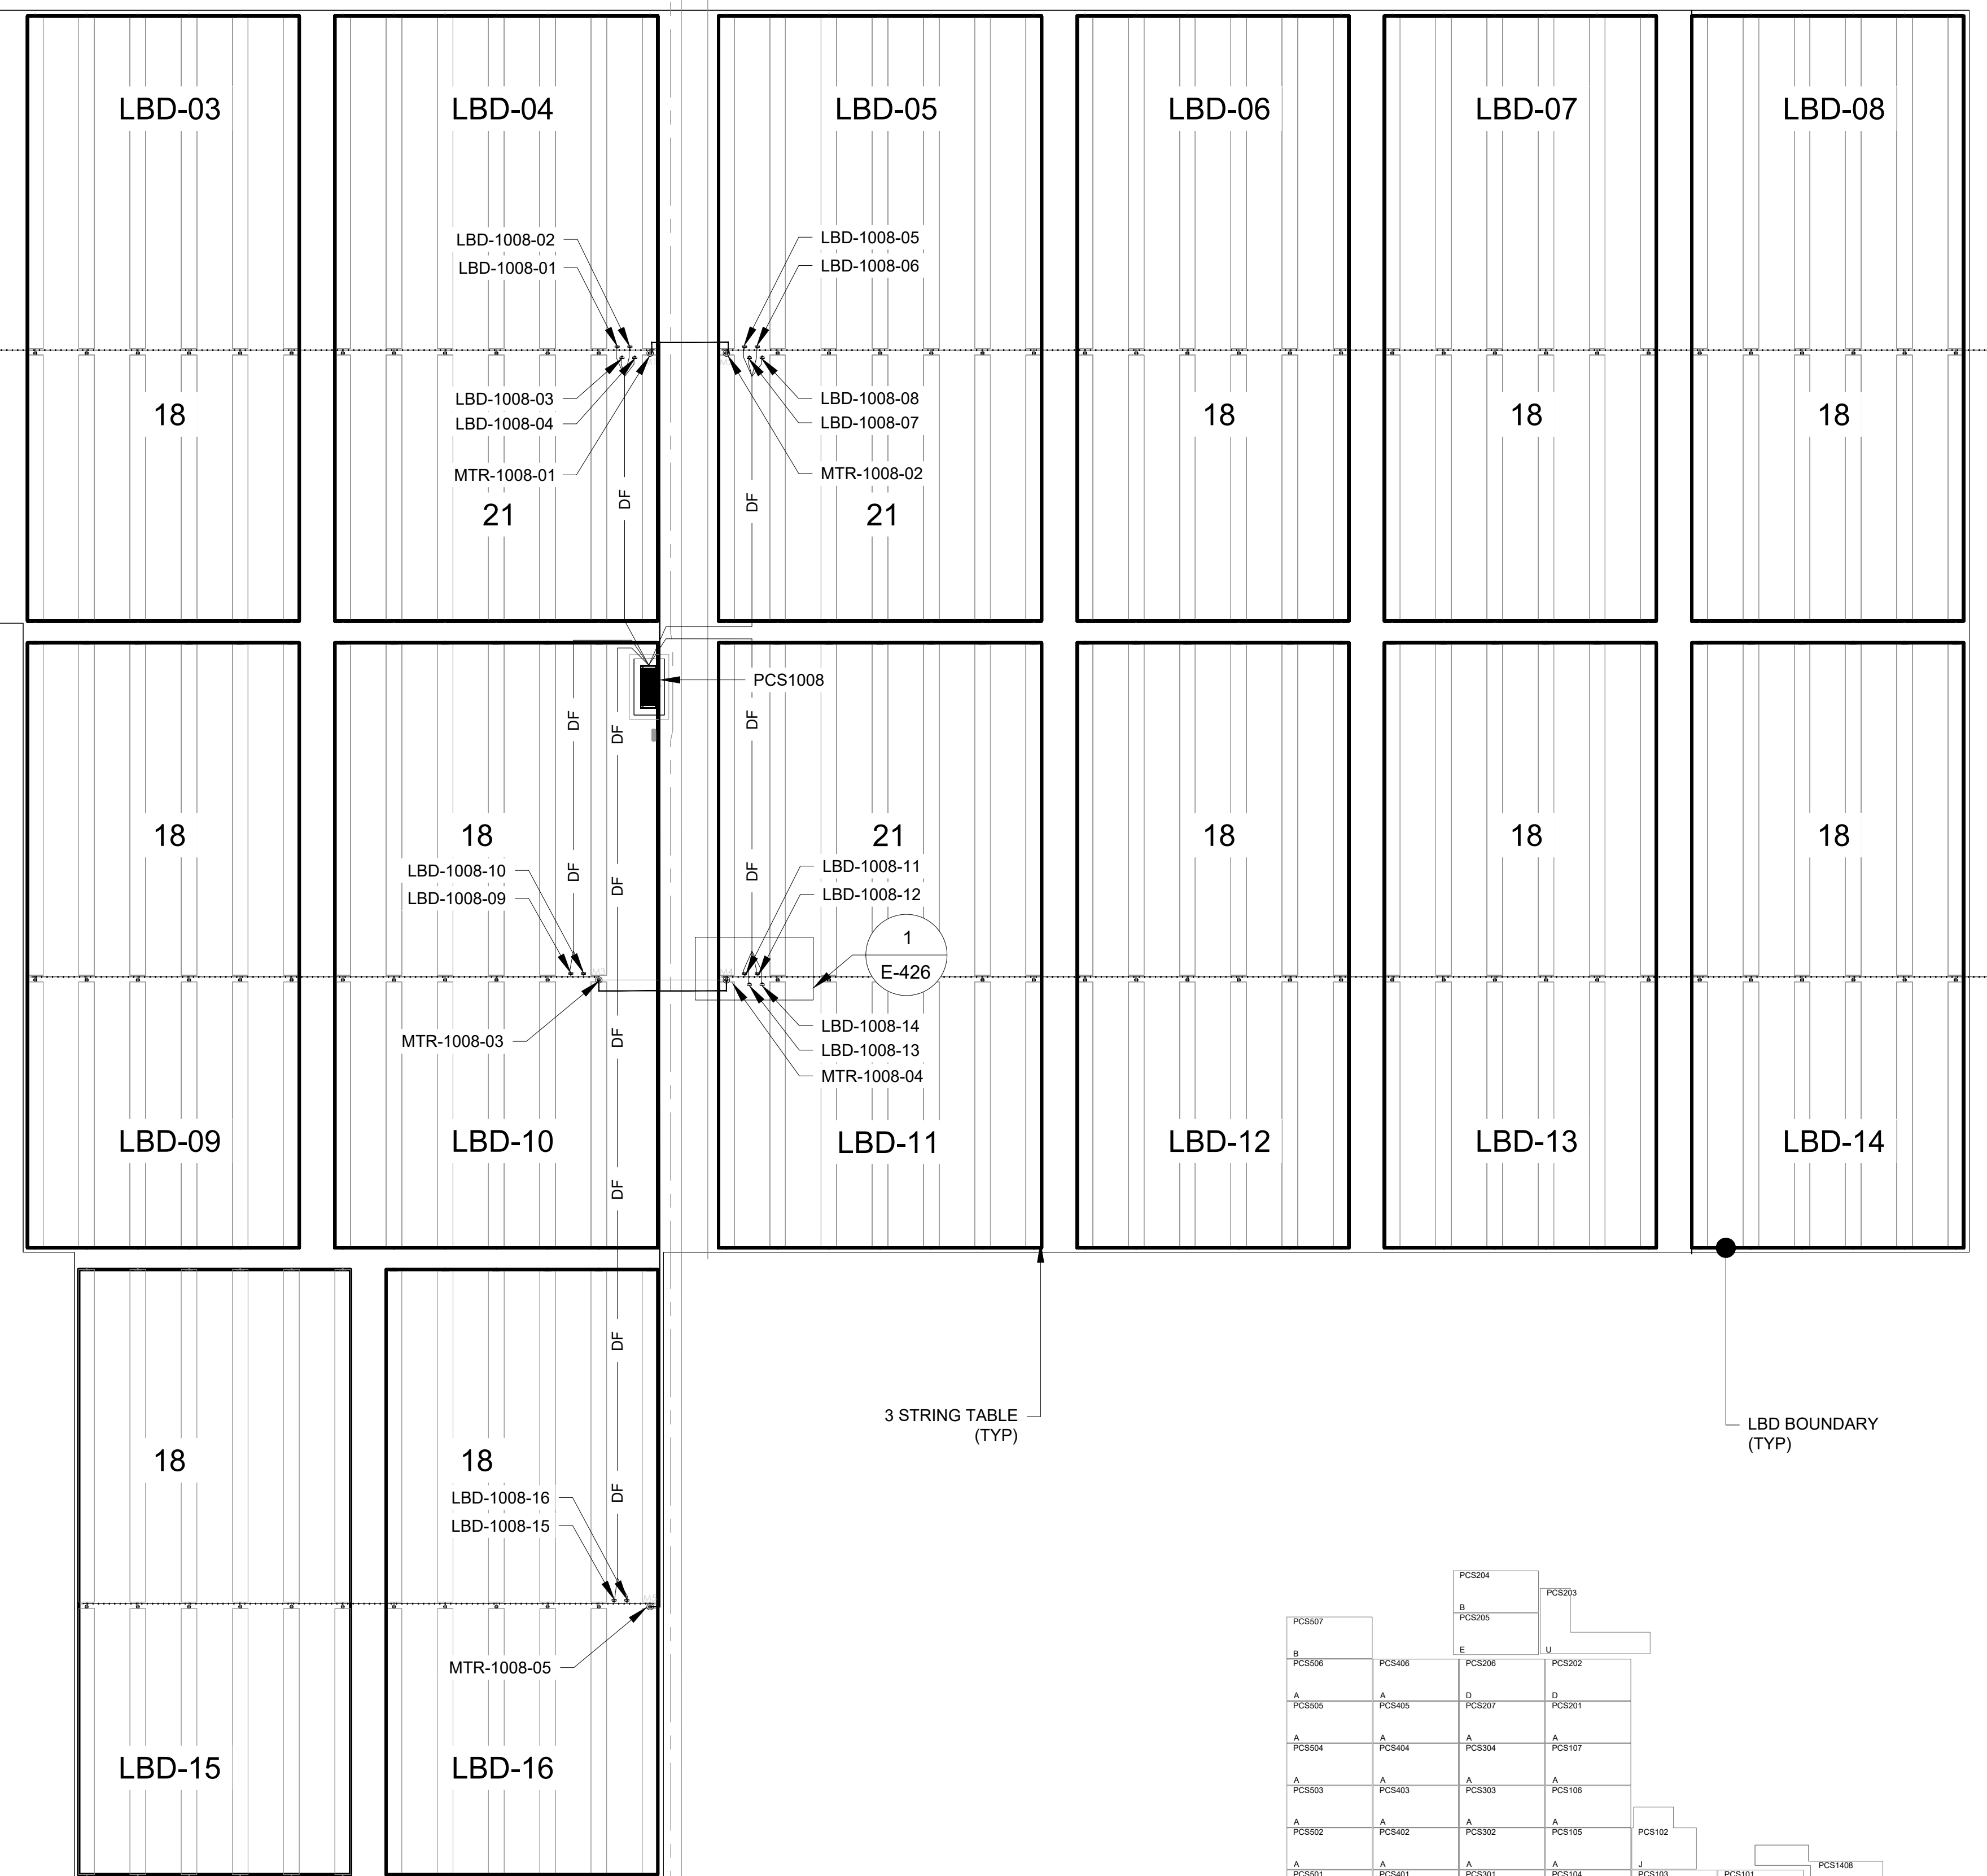 LBD-03
LBD-04
LBD-05
LBD-06
LBD-07
LBD-08
LBD-1008-02
LBD-1008-01
LBD-1008-05
LBD-1008-06
LBD-1008-03
LBD-1008-04
MTR-1008-01
LBD-1008-08
LBD-1008-07
MTR-1008-02
18
21
21
18
18
18
DF
DF
PCS1008
DF
DF
DF
18
18
21
18
18
18
LBD-1008-10
LBD-1008-09
DF
DF
DF
LBD-1008-11
LBD-1008-12
1
E-426
MTR-1008-03
DF
LBD-1008-14
LBD-1008-13
MTR-1008-04
LBD-09
LBD-10
LBD-11
LBD-12
LBD-13
LBD-14
DF
DF
3 STRING TABLE
(TYP)
LBD BOUNDARY
(TYP)
18
18
DF
LBD-1008-16
LBD-1008-15
MTR-1008-05
LBD-15
LBD-16
PCS204
B
PCS203
U
PCS205
E
PCS507
B
PCS506
A
PCS406
A
PCS206
D
PCS202
D
PCS505
A
PCS405
A
PCS207
A
PCS201
A
PCS504
A
PCS404
A
PCS304
A
PCS107
A
PCS503
A
PCS403
A
PCS303
A
PCS106
A
PCS502
A
PCS402
A
PCS302
A
PCS105
A
PCS102
J
PCS501
PCS401
PCS301
PCS104
PCS103
PCS101
PCS1408